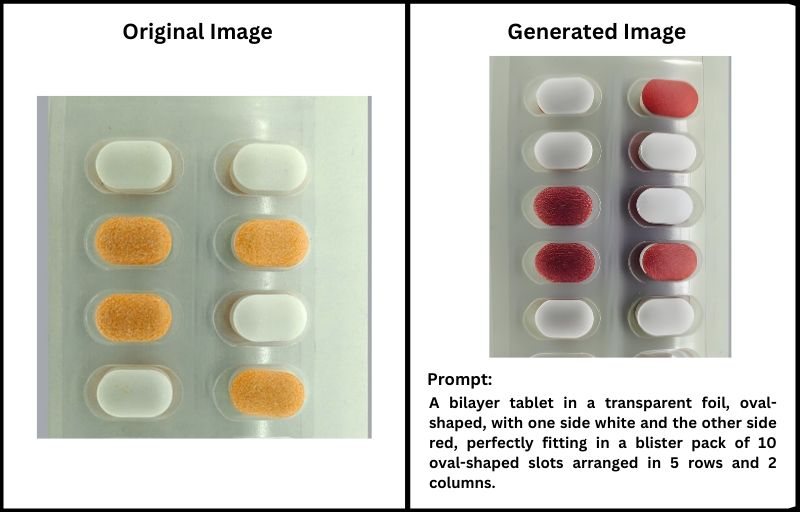 Original Image
Generated Image
Prompt:
A bilayer tablet in a transparent foil, oval-
shaped, with one side white and the other side
red, perfectly fitting in a blister pack of 10
oval-shaped slots arranged in 5 rows and 2
columns.